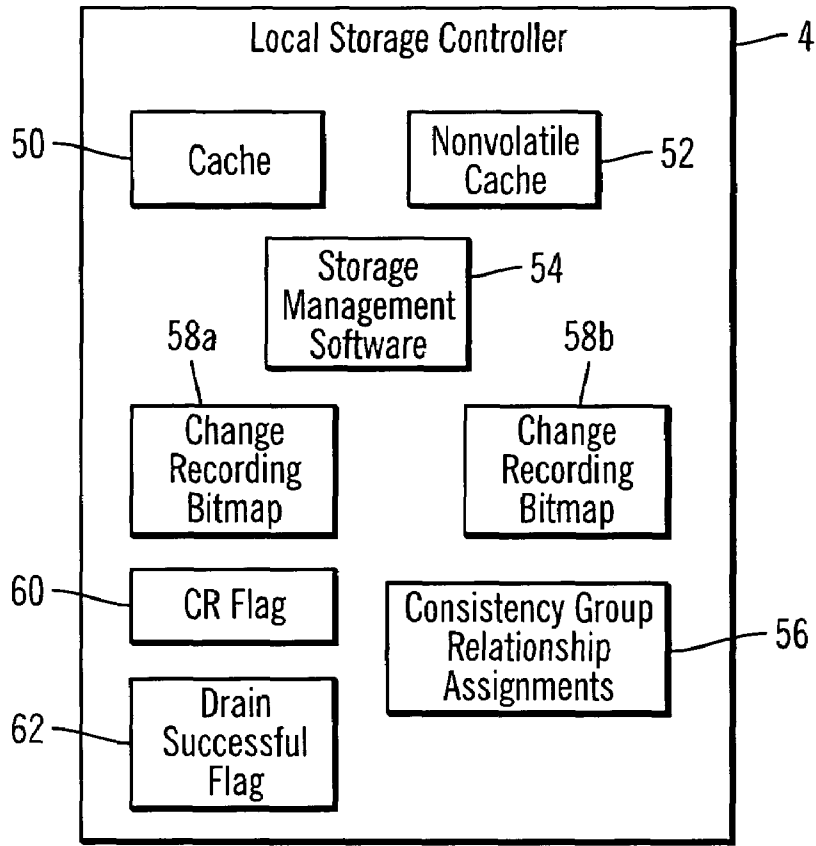 Local Storage Controller
4
50
Cache
Nonvolatile
Cache
52
Storage
Management
Software
54
58a
58b
Change
Recording
Bitmap
Change
Recording
Bitmap
60
CR Flag
Consistency Group
Relationship
Assignments
56
62
Drain
Successful
Flag